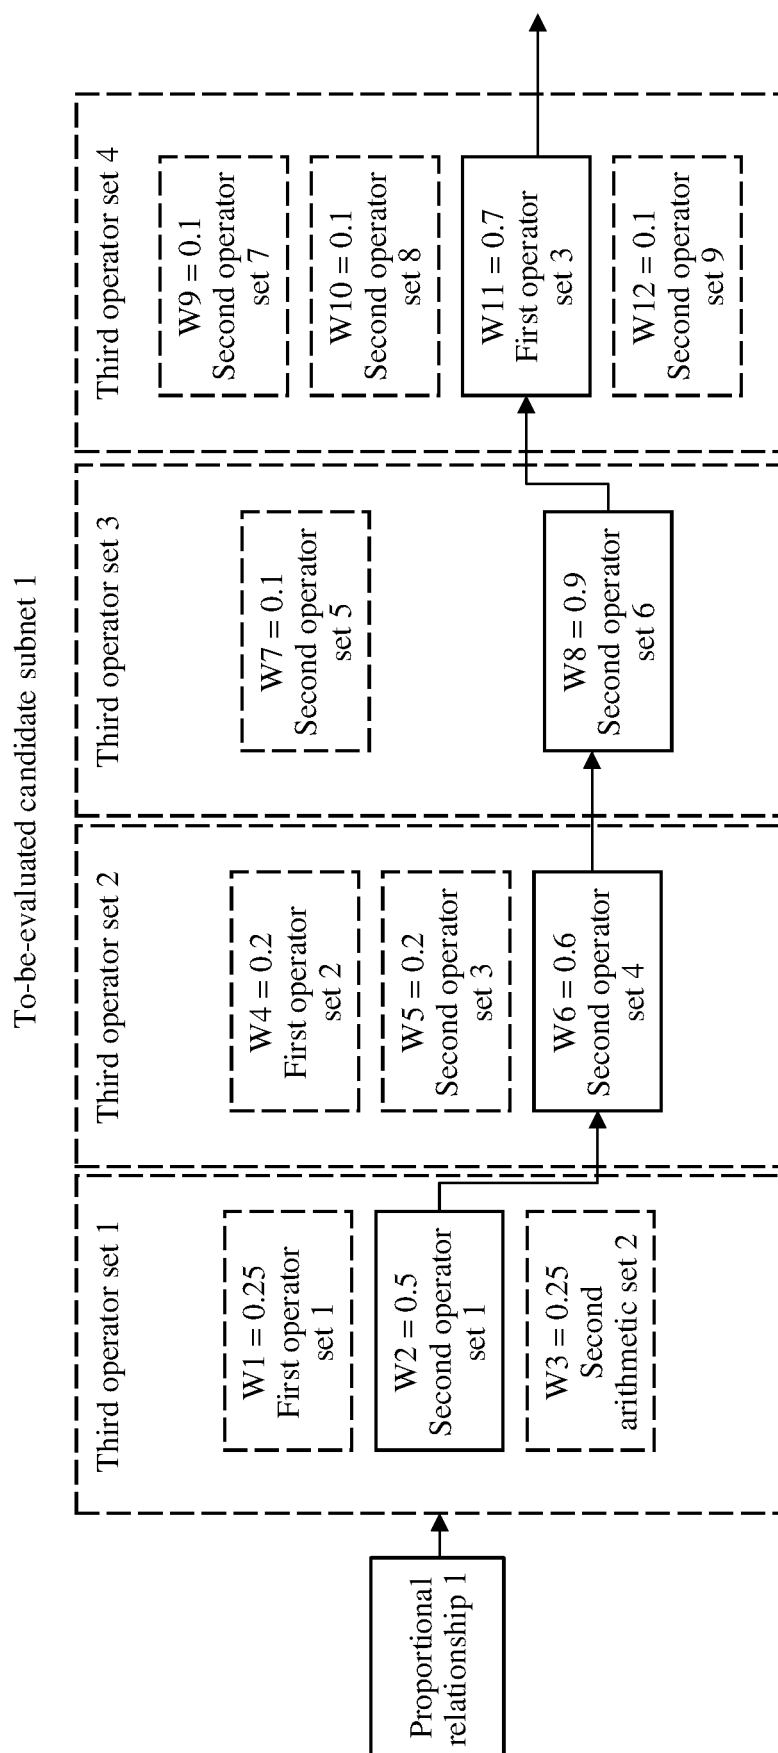 To-be-evaluated candidate subnet 1
Proportional
relationship 1
Third operator set 1
W1 = 0.25
First operator
set 1
W2 = 0.5
Second operator
set 1
W3 = 0.25
Second
arithmetic set 2
Third operator set 2
W4 = 0.2
First operator
set 2
W5 = 0.2
Second operator
set 3
W6 = 0.6
Second operator
set 4
Third operator set 3
W7 = 0.1
Second operator
set 5
W8 = 0.9
Second operator
set 6
Third operator set 4
W9 = 0.1
Second operator
set 7
W10 = 0.1
Second operator
set 8
W11 = 0.7
First operator
set 3
W12 = 0.1
Second operator
set 9